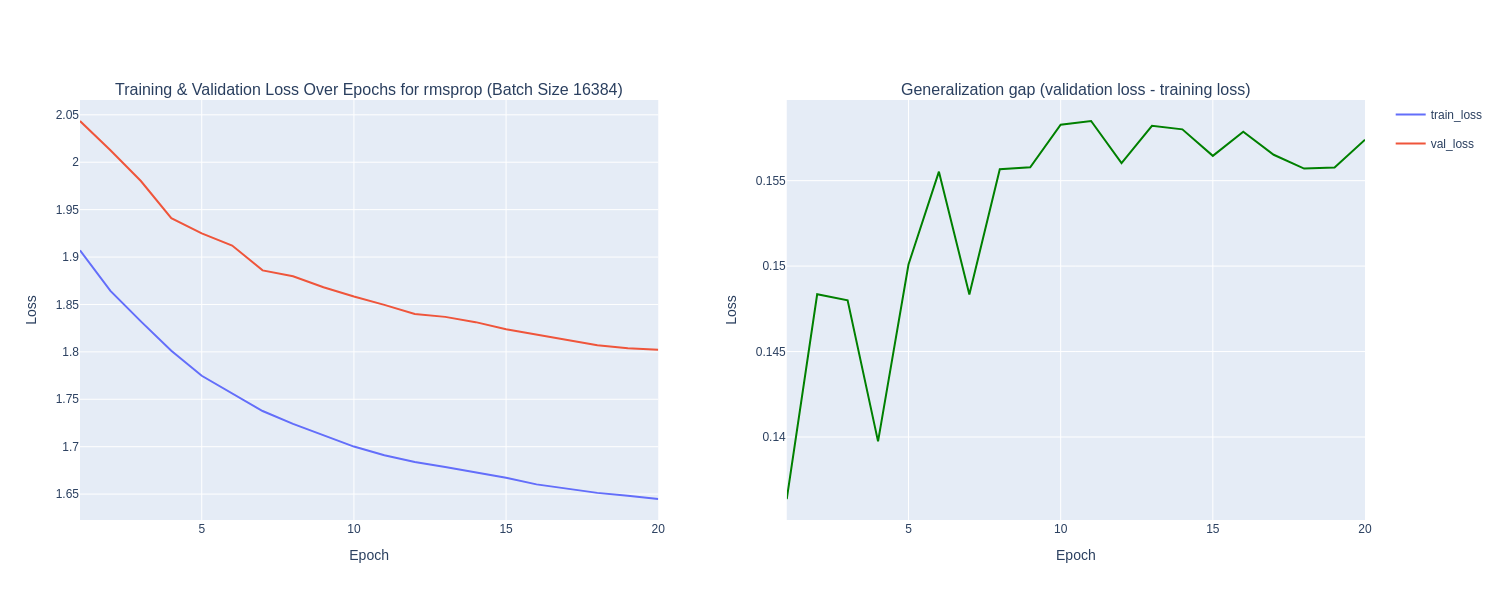 Training & Validation Loss Over Epochs for rmsprop (Batch Size 16384)
Loss
2.05
2
1.95
1.9
1.85
1.8
1.75
1.7
1.65
5
10
15
20
Epoch
Generalization gap (validation loss - training loss)
Loss
0.155
0.15
0.145
0.14
5
10
15
20
Epoch
train_loss
val_loss